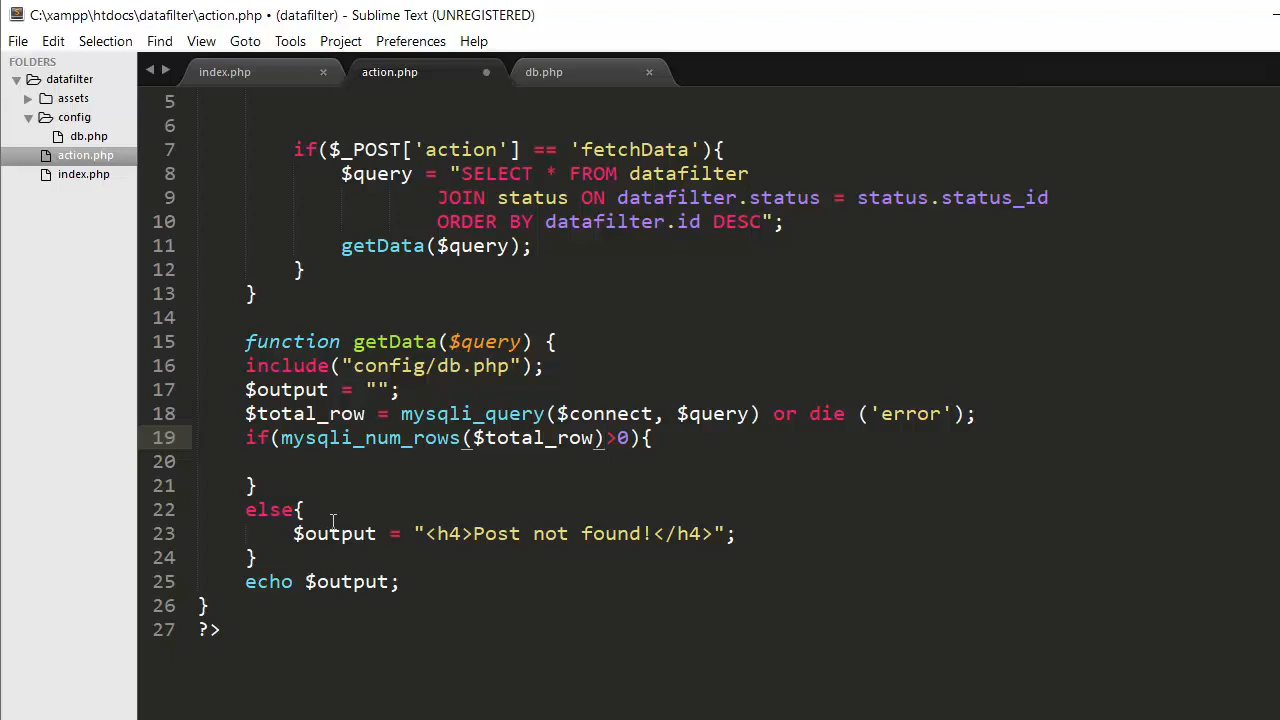 C:\xampp\htdocs\datafilter\action.php • (datafilter) - Sublime Text (UNREGISTERED)
File Edit Selection Find View Goto Tools Project Preferences Help
FOLDERS
datafilter
assets
config
db.php
action.php
index.php
index.php × action.php db.php ×
5
6
7 if($_POST['action'] == 'fetchData'){
8 $query = "SELECT * FROM datafilter
9 JOIN status ON datafilter.status = status.status_id
10 ORDER BY datafilter.id DESC";
11 getData($query);
12 }
13 }
14
15 function getData($query) {
16 include("config/db.php");
17 $output = "";
18 $total_row = mysqli_query($connect, $query) or die ('error');
19 if(mysqli_num_rows($total_row)>0){
20
21 }
22 else{
23 $output = "<h4>Post not found!</h4>";
24 }
25 echo $output;
26 }
27 ?>